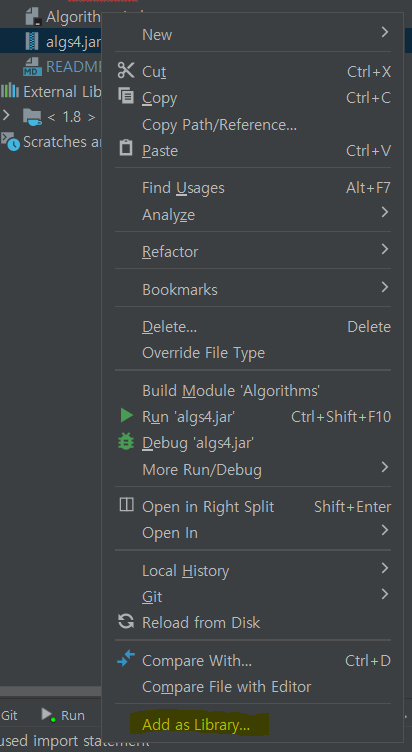 Algorithms
algs4.jar
README
External Lib
< 1.8 >
Scratches a
New
Cut Ctrl+X
Copy Ctrl+C
Copy Path/Reference...
Paste Ctrl+V
Find Usages Alt+F7
Analyze
Refactor
Bookmarks
Delete... Delete
Override File Type
Build Module 'Algorithms'
Run 'algs4.jar' Ctrl+Shift+F10
Debug 'algs4.jar'
More Run/Debug
Open in Right Split Shift+Enter
Open In
Local History
Git
Reload from Disk
Compare With... Ctrl+D
Compare File with Editor
Git Run
Add as Library...
used import statement